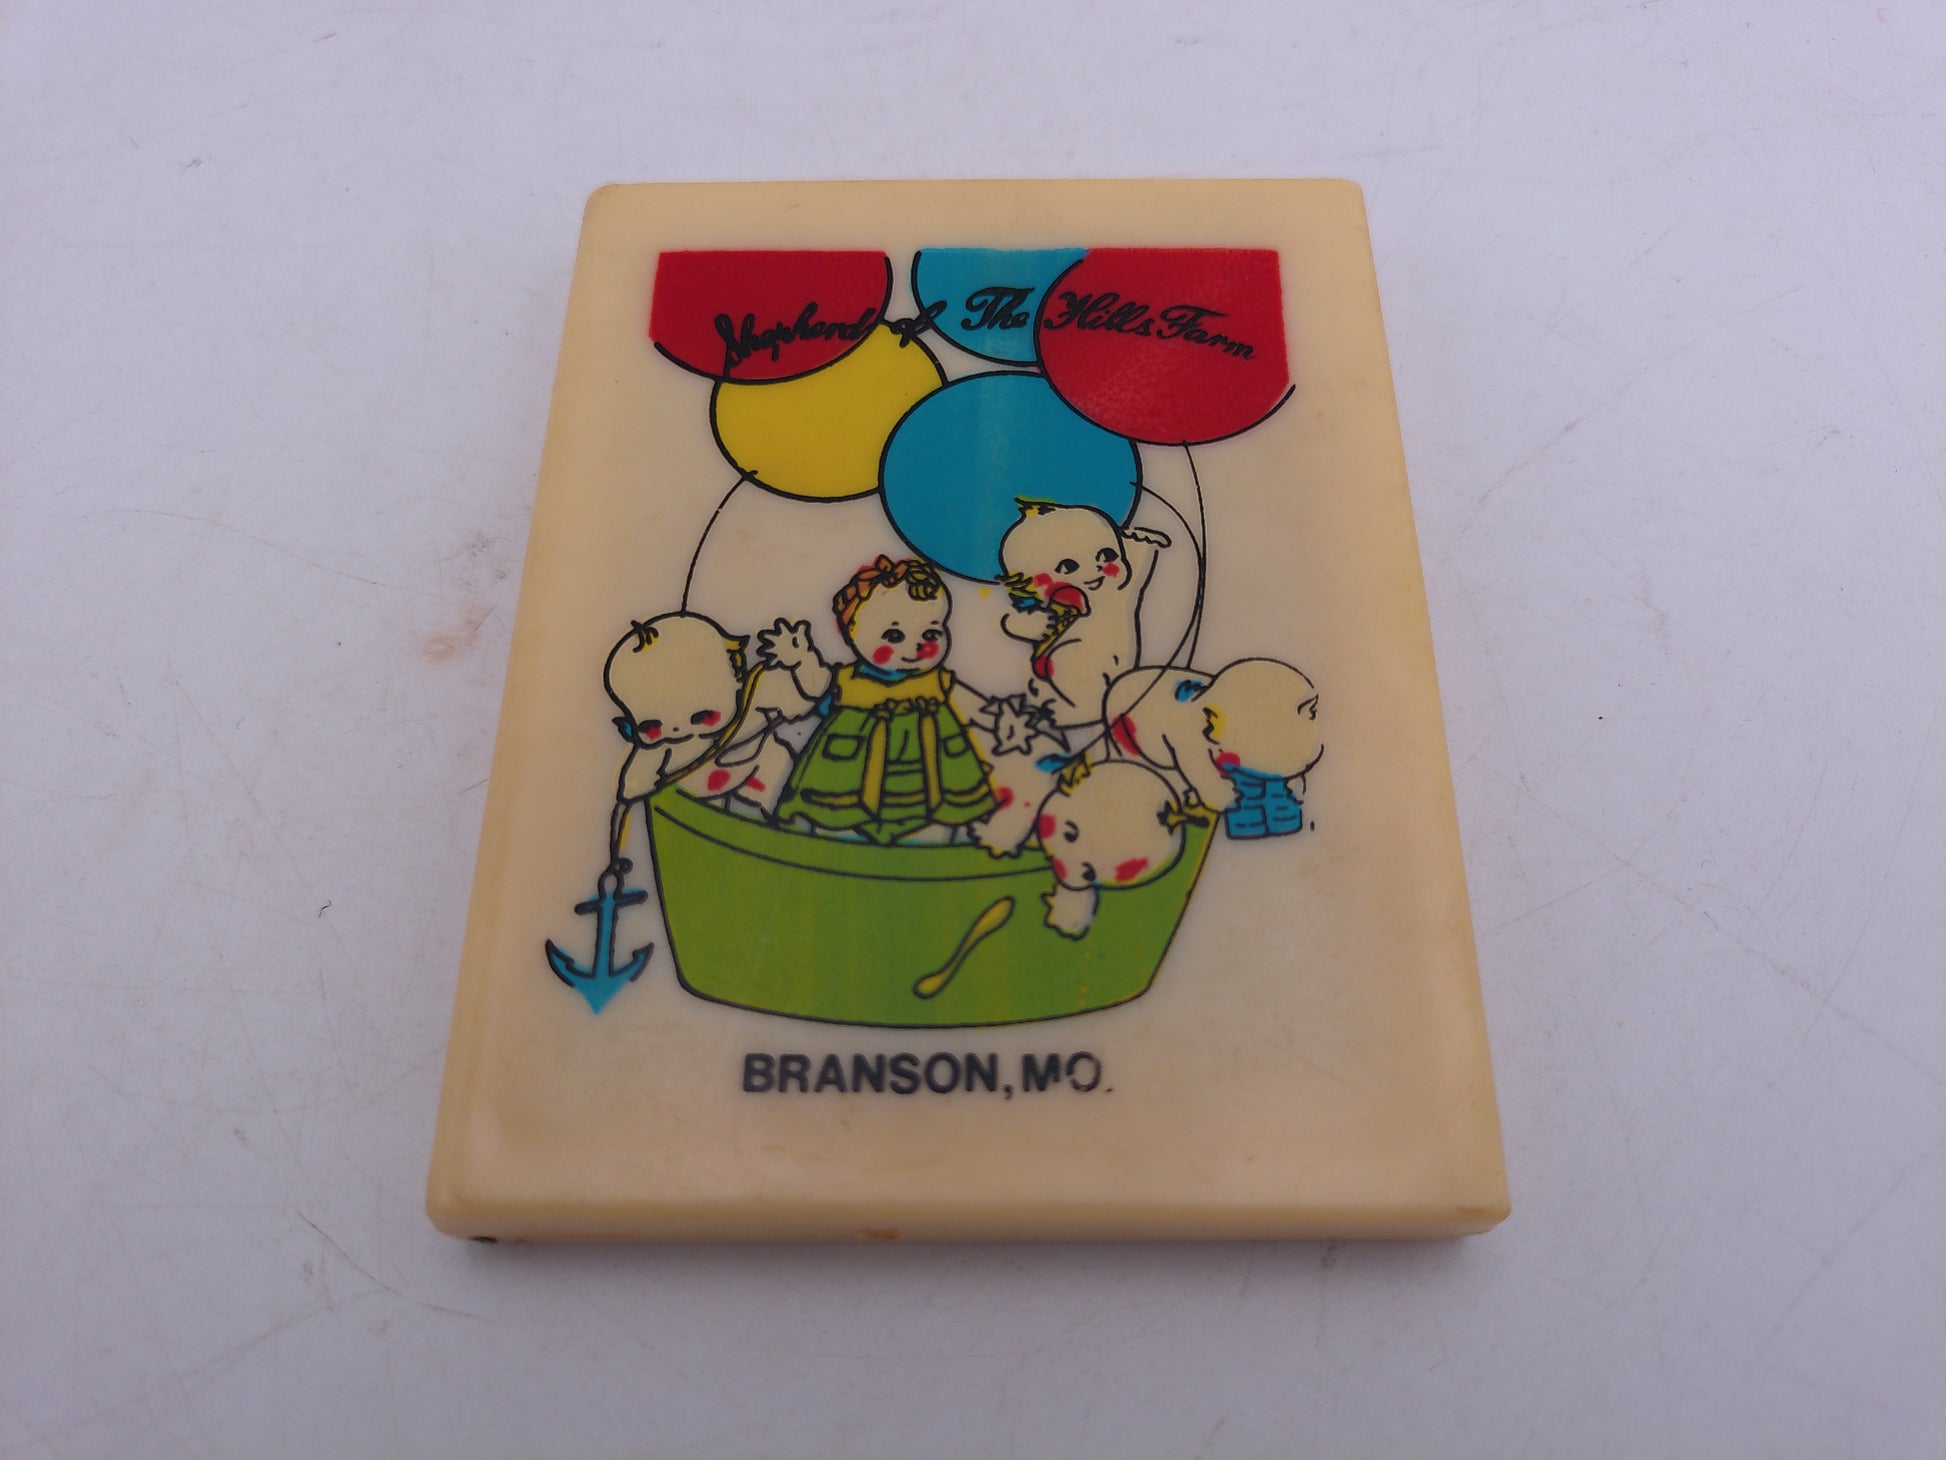 Shepherd of The Hills Farm
BRANSON, MO.